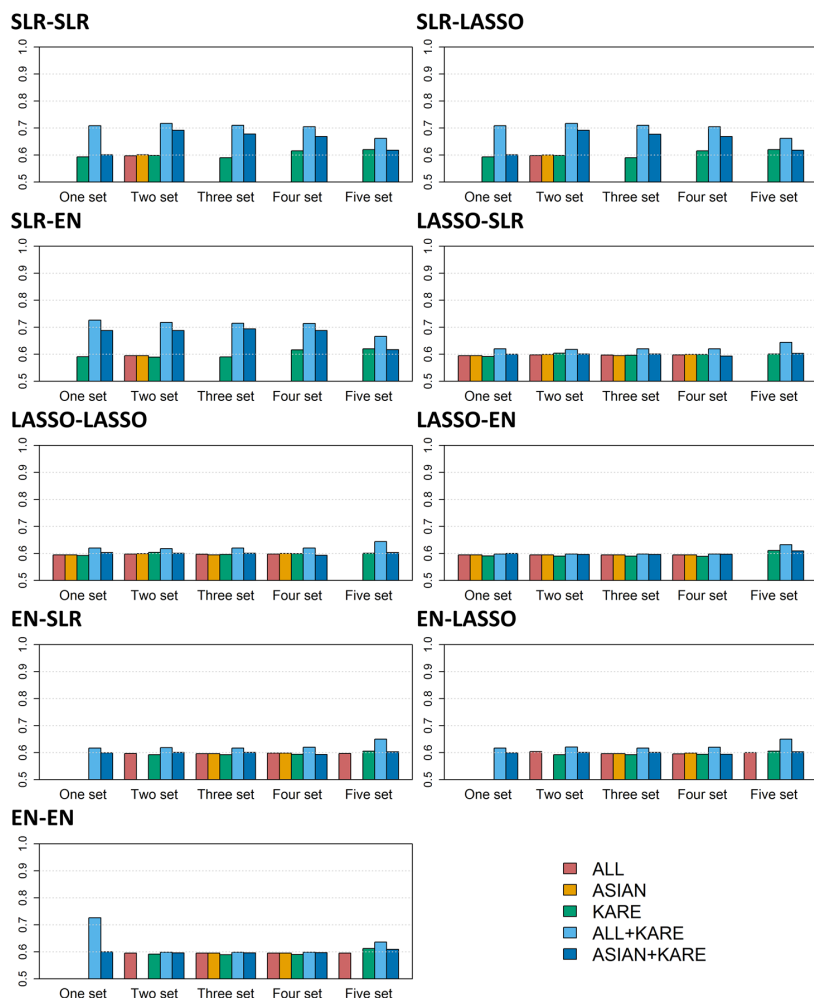 SLR-SLR
SLR-LASSO
0.5 0.6 0.7 0.8 0.9 1.0
0.5 0.6 0.7 0.8 0.9 1.0
One set Two set Three set Four set Five set
One set Two set Three set Four set Five set
SLR-EN
LASSO-SLR
0.5 0.6 0.7 0.8 0.9 1.0
0.5 0.6 0.7 0.8 0.9 1.0
One set Two set Three set Four set Five set
One set Two set Three set Four set Five set
LASSO-LASSO
LASSO-EN
0.5 0.6 0.7 0.8 0.9 1.0
0.5 0.6 0.7 0.8 0.9 1.0
One set Two set Three set Four set Five set
One set Two set Three set Four set Five set
EN-SLR
EN-LASSO
0.5 0.6 0.7 0.8 0.9 1.0
0.5 0.6 0.7 0.8 0.9 1.0
One set Two set Three set Four set Five set
One set Two set Three set Four set Five set
EN-EN
0.5 0.6 0.7 0.8 0.9 1.0
One set Two set Three set Four set Five set
ALL
ASIAN
KARE
ALL+KARE
ASIAN+KARE